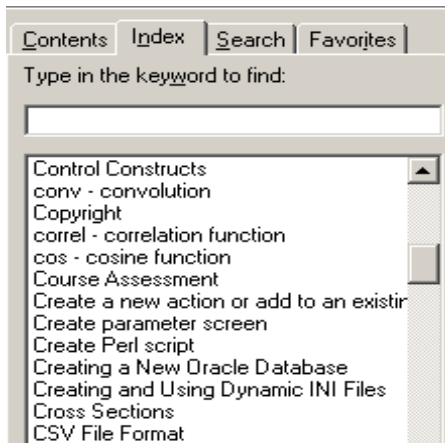 Contents Index Search Favorites
Type in the keyword to find:
Control Constructs
conv - convolution
Copyright
correl - correlation function
cos - cosine function
Course Assessment
Create a new action or add to an existin
Create parameter screen
Create Perl script
Creating a New Oracle Database
Creating and Using Dynamic INI Files
Cross Sections
CSV File Format